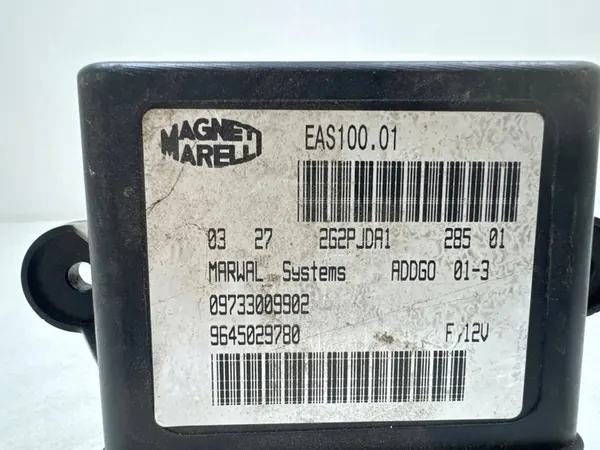 MAGNETI
MARELLI
EAS100.01
03 27 2G2PJDA1 285 01
MARWAL Systems ADDGO 01-3
09733009902
9645029780 F/12V